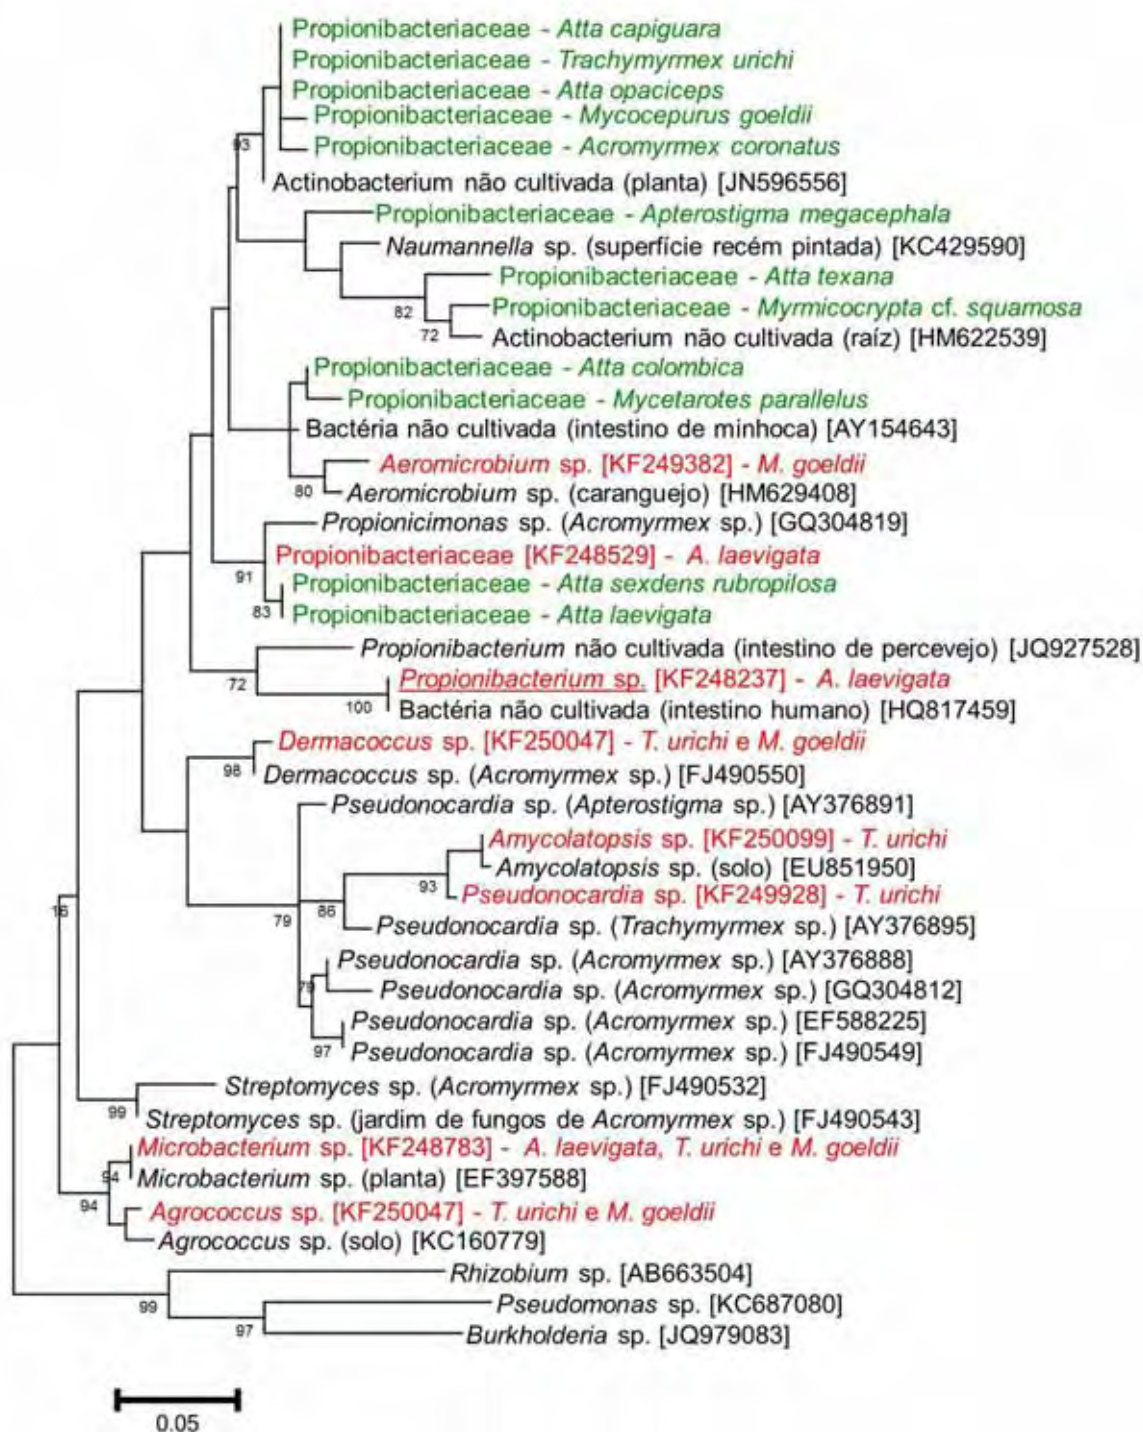 Propionibacteriaceae - Atta capiguara
Propionibacteriaceae - Trachymyrmex urichi
Propionibacteriaceae - Atta opaciceps
Propionibacteriaceae - Mycocepurus goeldii
93
Propionibacteriaceae - Acromyrmex coronatus
Actinobacterium não cultivada (planta) [JN596556]
Propionibacteriaceae - Apterostigma megacephala
Naumannella sp. (superfície recém pintada) [KC429590]
Propionibacteriaceae - Atta texana
82
Propionibacteriaceae - Myrmicocrypta cf. squamosa
72
Actinobacterium não cultivada (raíz) [HM622539]
Propionibacteriaceae - Atta colombica
Propionibacteriaceae - Mycetarotes parallelus
Bactéria não cultivada (intestino de minhoca) [AY154643]
Aeromicrobium sp. [KF249382] - M. goeldii
80
Aeromicrobium sp. (caranguejo) [HM629408]
Propionicimonas sp. (Acromyrmex sp.) [GQ304819]
Propionibacteriaceae [KF248529] - A. laevigata
91
Propionibacteriaceae - Atta sexdens rubropilosa
83
Propionibacteriaceae - Atta laevigata
Propionibacterium não cultivada (intestino de percevejo) [JQ927528]
72
Propionibacterium sp. [KF248237] - A. laevigata
100
Bactéria não cultivada (intestino humano) [HQ817459]
Dermacoccus sp. [KF250047] - T. urichi e M. goeldii
98
Dermacoccus sp. (Acromyrmex sp.) [FJ490550]
Pseudonocardia sp. (Apterostigma sp.) [AY376891]
Amycolatopsis sp. [KF250099] - T. urichi
Amycolatopsis sp. (solo) [EU851950]
93
Pseudonocardia sp. [KF249928] - T. urichi
16
79
86
Pseudonocardia sp. (Trachymyrmex sp.) [AY376895]
Pseudonocardia sp. (Acromyrmex sp.) [AY376888]
79
Pseudonocardia sp. (Acromyrmex sp.) [GQ304812]
Pseudonocardia sp. (Acromyrmex sp.) [EF588225]
97
Pseudonocardia sp. (Acromyrmex sp.) [FJ490549]
Streptomyces sp. (Acromyrmex sp.) [FJ490532]
99
Streptomyces sp. (jardim de fungos de Acromyrmex sp.) [FJ490543]
Microbacterium sp. [KF248783] - A. laevigata, T. urichi e M. goeldii
94
Microbacterium sp. (planta) [EF397588]
94
Agrococcus sp. [KF250047] - T. urichi e M. goeldii
Agrococcus sp. (solo) [KC160779]
Rhizobium sp. [AB663504]
99
Pseudomonas sp. [KC687080]
97
Burkholderia sp. [JQ979083]
0.05